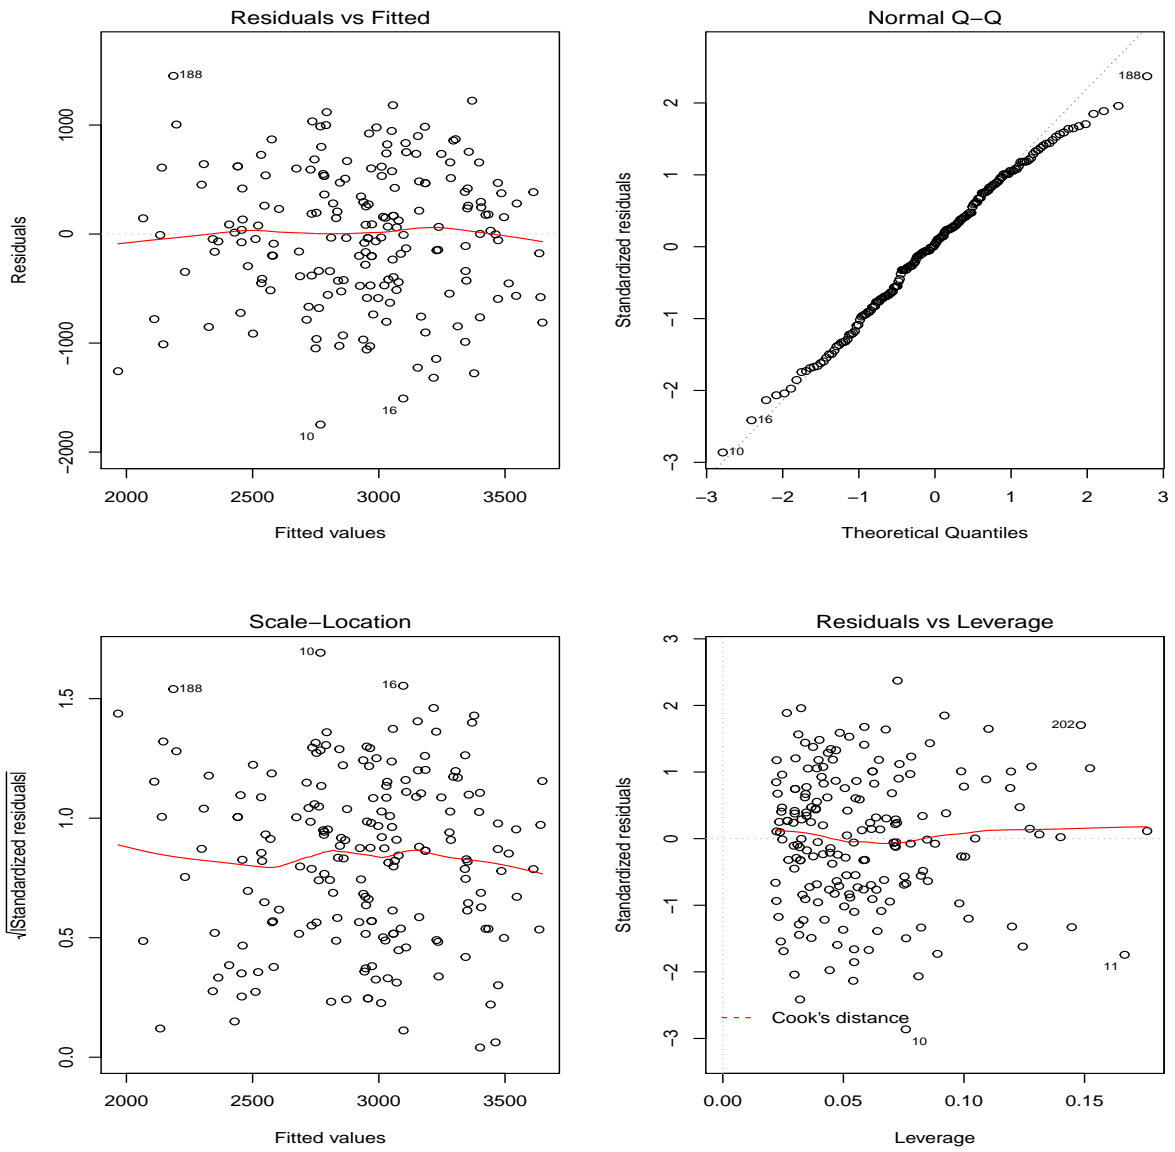 Residuals vs Fitted
Residuals
1000
0
−1000
−2000
188
16
10
2000 2500 3000 3500
Fitted values
Normal Q−Q
Standardized residuals
2
1
0
−1
−2
−3
188
16
10
−3 −2 −1 0 1 2 3
Theoretical Quantiles
Scale−Location
√|Standardized residuals|
1.5
1.0
0.5
0.0
10
188
16
2000 2500 3000 3500
Fitted values
Residuals vs Leverage
Standardized residuals
3
2
1
0
−1
−2
−3
202
11
Cook's distance
10
0.00 0.05 0.10 0.15
Leverage